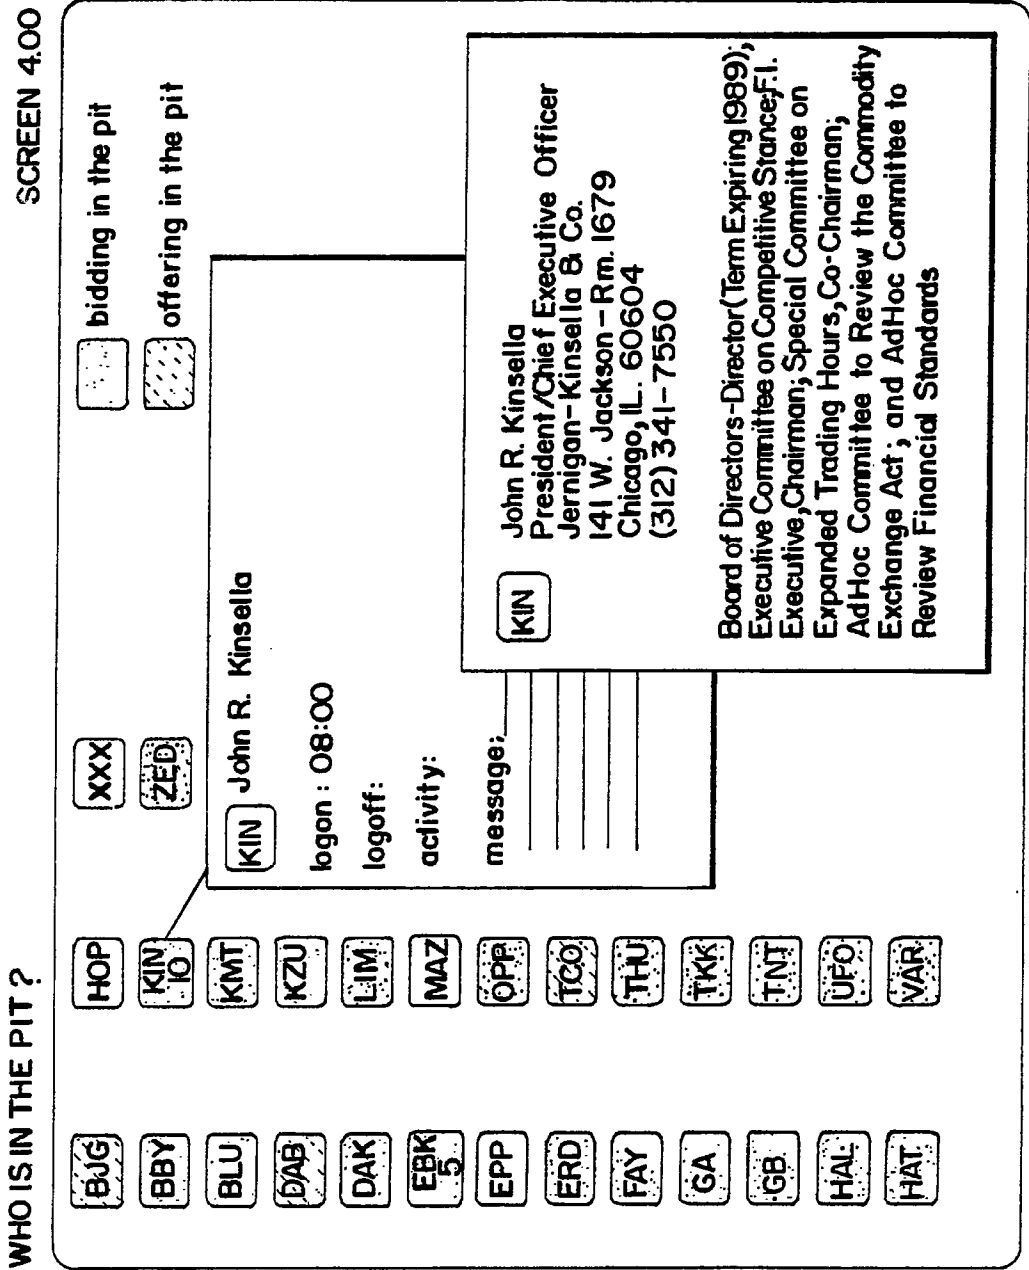 WHO IS IN THE PIT ?
SCREEN 4.00
BJG
BBY
BLU
DAB
DAK
EBK
5
EPP
ERD
FAY
GA
GB
HAL
HAT
HOP
KIN
10
KMT
KZU
LIM
MAZ
OPP
TCO
THU
TKK
TNT
UFO
VAR
XXX
ZED
bidding in the pit
offering in the pit
KIN John R. Kinsella
logon : 08:00
logoff:
activity:
message:
KIN
John R. Kinsella
President/Chief Executive Officer
Jernigan-Kinsella & Co.
141 W. Jackson-Rm. 1679
Chicago, IL. 60604
(312) 341-7550
Board of Directors-Director(Term Expiring 1989);
Executive Committee on Competitive Stance;F.I.
Executive,Chairman; Special Committee on
Expanded Trading Hours,Co-Chairman;
AdHoc Committee to Review the Commodity
Exchange Act; and AdHoc Committee to
Review Financial Standards